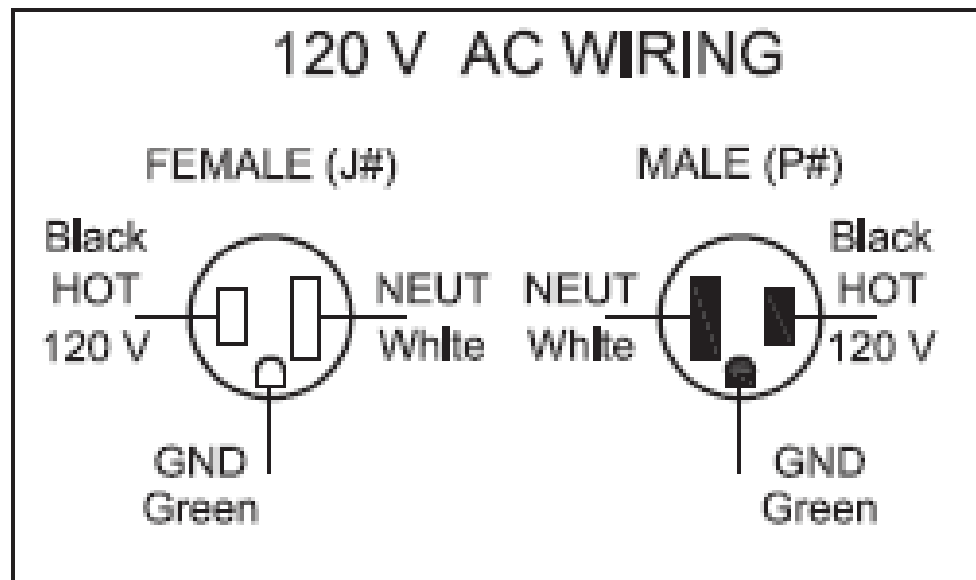 120 V AC WIRING
FEMALE (J#)
Black
HOT
120 V
NEUT
White
GND
Green
MALE (P#)
NEUT
White
Black
HOT
120 V
GND
Green